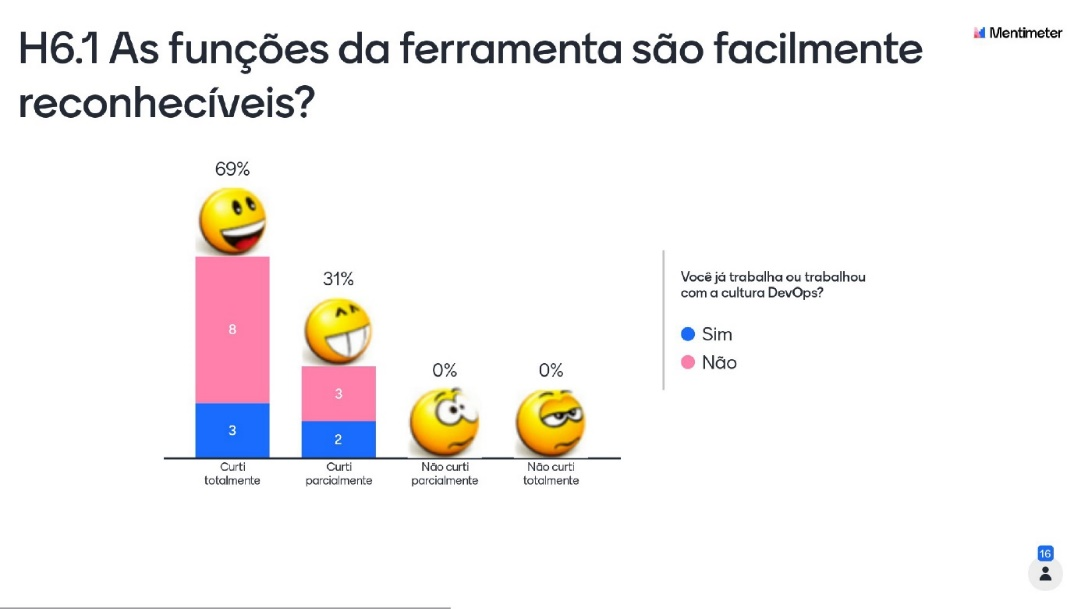 H6.1 As funções da ferramenta são facilmente
reconhecíveis?
Mentimeter
69%
8
3
31%
3
2
0%
0%
Curti
totalmente
Curti
parcialmente
Não curti
parcialmente
Não curti
totalmente
Você já trabalha ou trabalhou
com a cultura DevOps?
Sim
Não
16